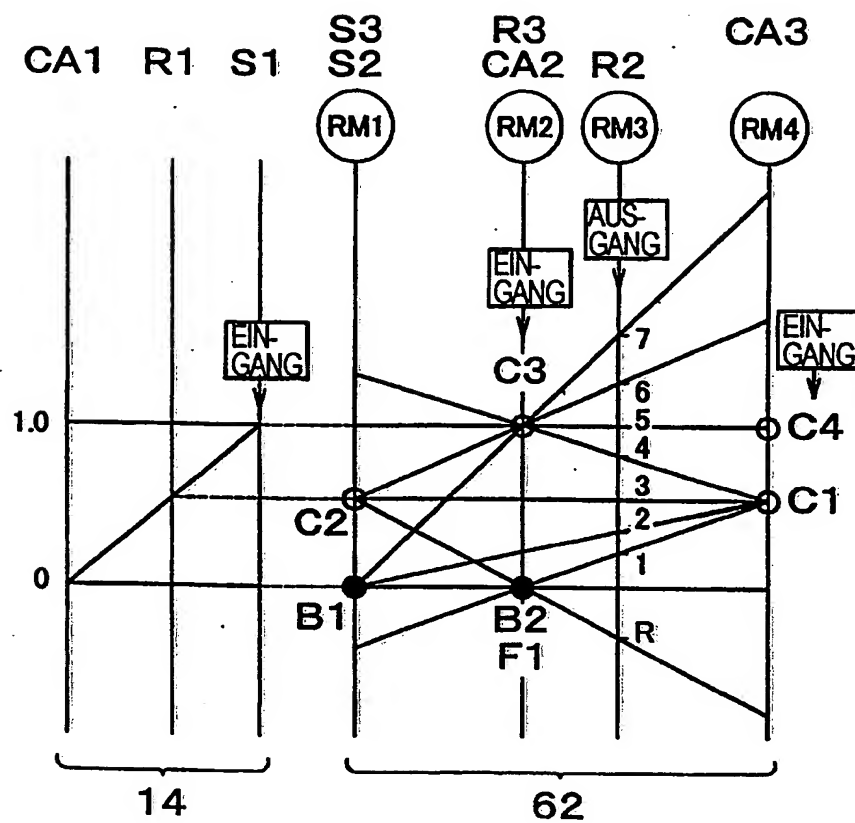 S3 R3 CA3
CA1 R1 S1 S2 CA2 R2
RM1 RM2 RM3 RM4
AUS-
GANG
EIN-
GANG
EIN-
GANG
EIN-
GANG
7
C3
6
1.0 5 C4
4
3 C1
C2
2
1
0
B1 B2 R
F1
14 62